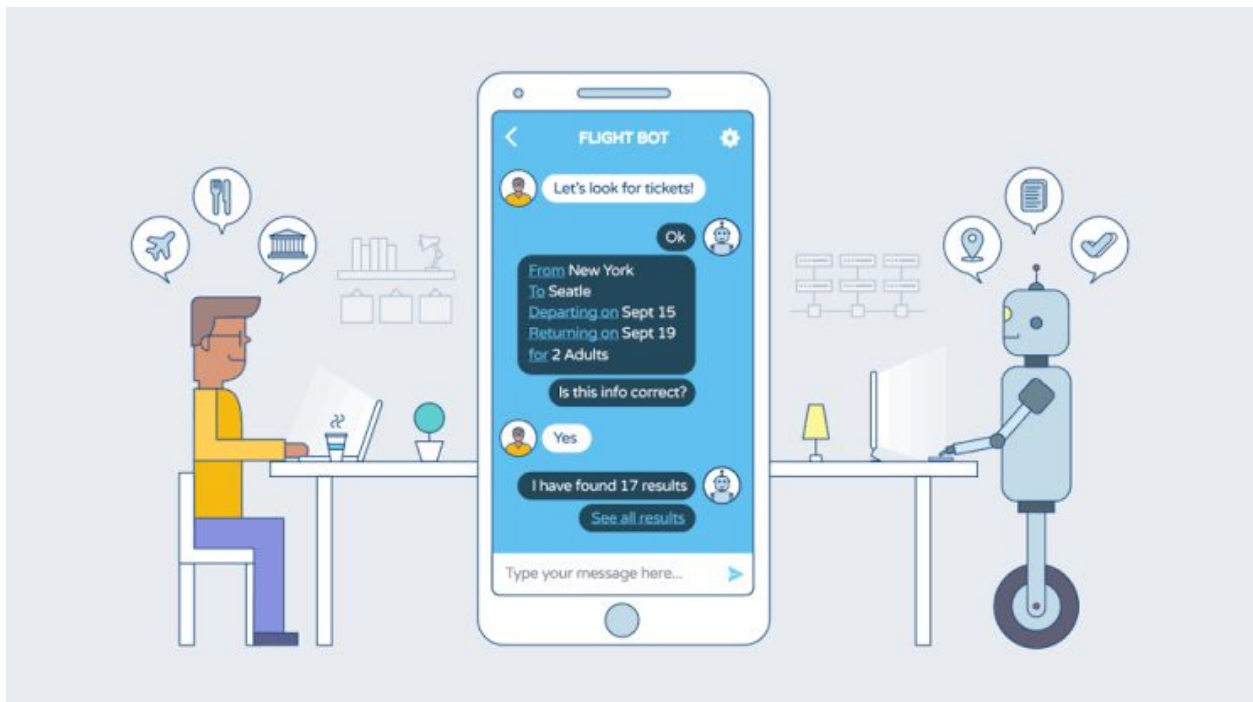 FLIGHT BOT
Let's look for tickets!
Ok
From New York
To Seatle
Departing on Sept 15
Returning on Sept 19
for 2 Adults
Is this info correct?
Yes
I have found 17 results
See all results
Type your message here...